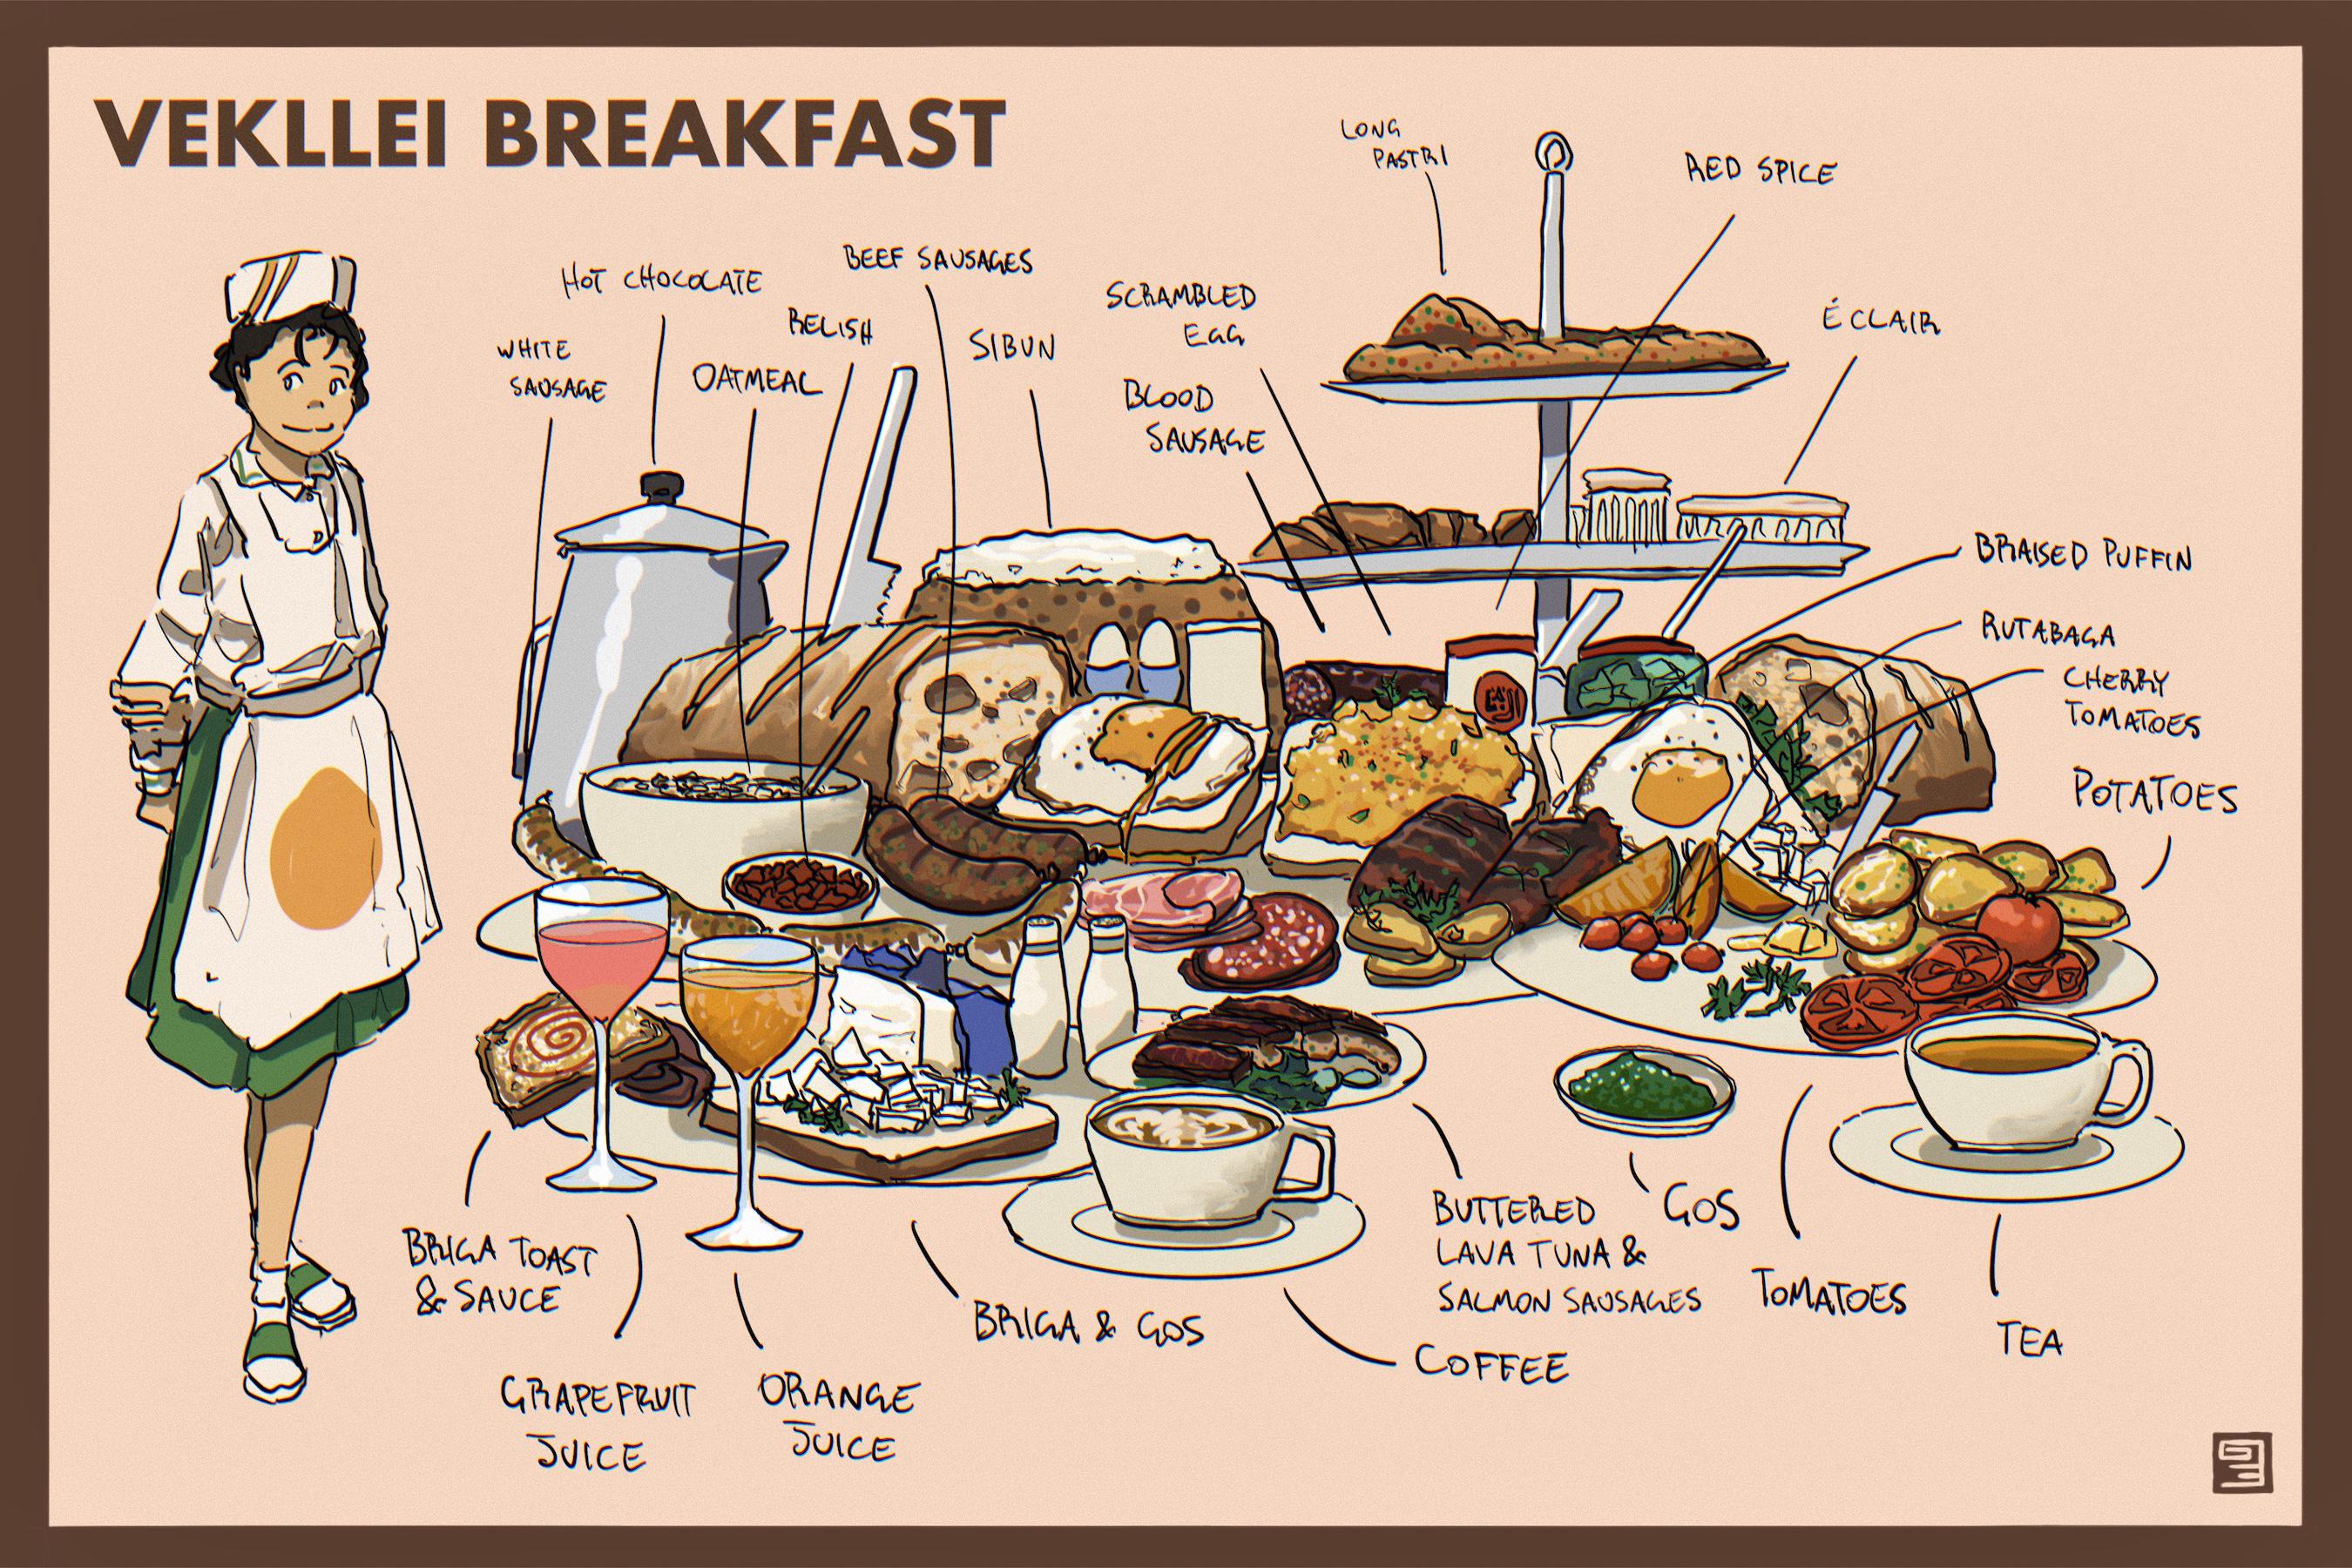 VEKLLEI BREAKFAST
LONG
PASTRI
RED SPICE
BEEF SAUSAGES
HOT CHOCOLATE
SCRAMBLED
EGG
RELISH
ÉCLAIR
SIBUN
WHITE
SAUSAGE
OATMEAL
BLOOD
SAUSAGE
BRAISED PUFFIN
RUTABAGA
CHERRY
TOMATOES
POTATOES
BRIGA TOAST
& SAUCE
GRAPEFRUIT
JUICE
ORANGE
JUICE
BRIGA & GOS
COFFEE
BUTTERED
LAVA TUNA &
SALMON SAUSAGES
GOS
TOMATOES
TEA